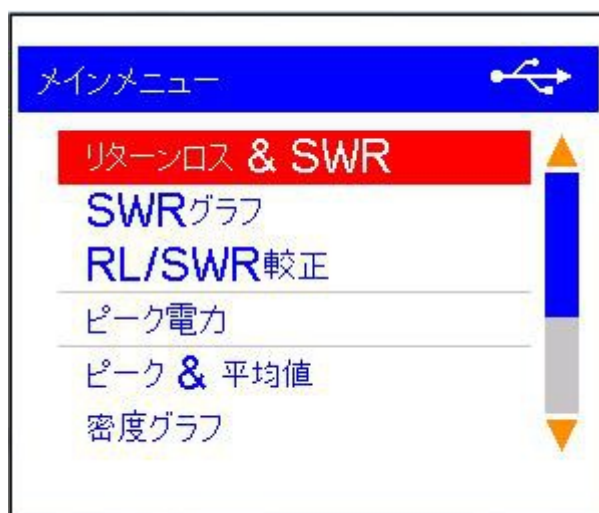 メインメニュー
リターンロス & SWR
SWRグラフ
RL/SWR較正
ピーク電力
ピーク & 平均値
密度グラフ